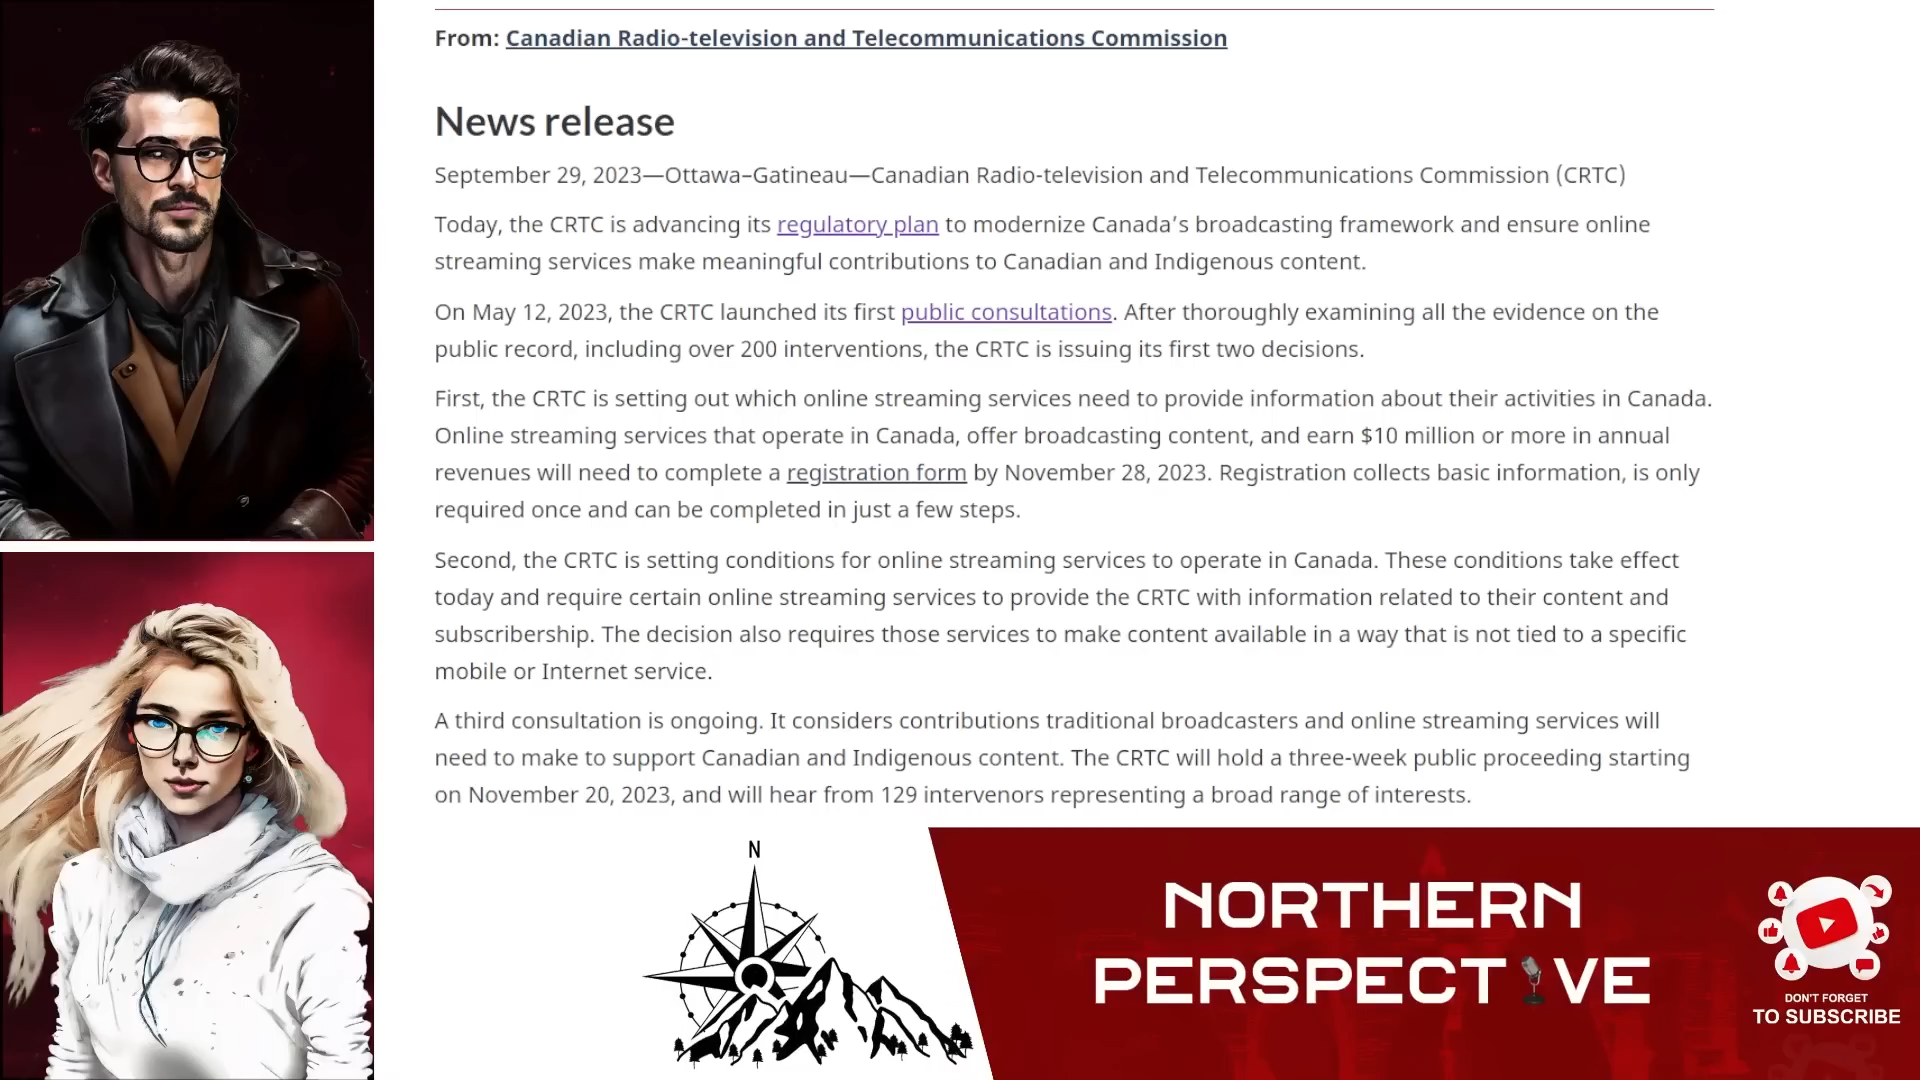 From: Canadian Radio-television and Telecommunications Commission
News release
September 29, 2023—Ottawa–Gatineau—Canadian Radio-television and Telecommunications Commission (CRTC)
Today, the CRTC is advancing its regulatory plan to modernize Canada's broadcasting framework and ensure online
streaming services make meaningful contributions to Canadian and Indigenous content.
On May 12, 2023, the CRTC launched its first public consultations. After thoroughly examining all the evidence on the
public record, including over 200 interventions, the CRTC is issuing its first two decisions.
First, the CRTC is setting out which online streaming services need to provide information about their activities in Canada.
Online streaming services that operate in Canada, offer broadcasting content, and earn $10 million or more in annual
revenues will need to complete a registration form by November 28, 2023. Registration collects basic information, is only
required once and can be completed in just a few steps.
Second, the CRTC is setting conditions for online streaming services to operate in Canada. These conditions take effect
today and require certain online streaming services to provide the CRTC with information related to their content and
subscribership. The decision also requires those services to make content available in a way that is not tied to a specific
mobile or Internet service.
A third consultation is ongoing. It considers contributions traditional broadcasters and online streaming services will
need to make to support Canadian and Indigenous content. The CRTC will hold a three-week public proceeding starting
on November 20, 2023, and will hear from 129 intervenors representing a broad range of interests.
N
NORTHERN
PERSPECTIVE
DON'T FORGET
TO SUBSCRIBE